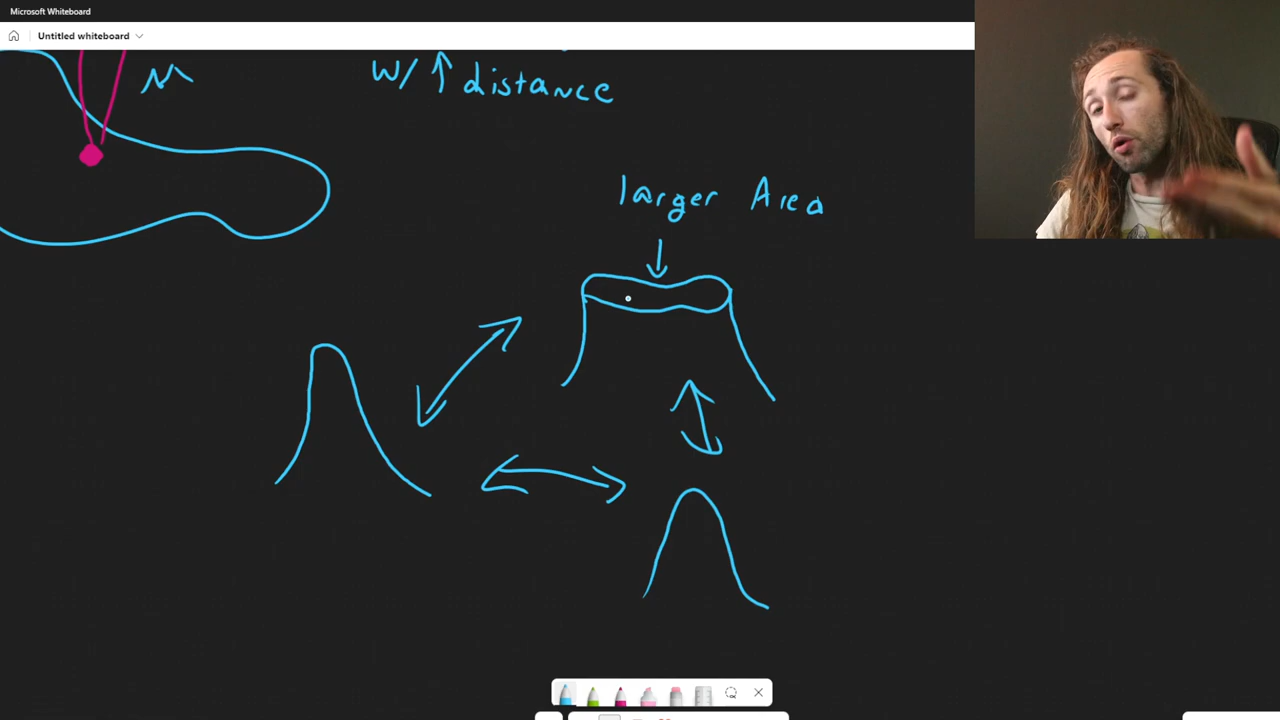 Microsoft Whiteboard
Untitled whiteboard
w/ ↑ distance
larger Area